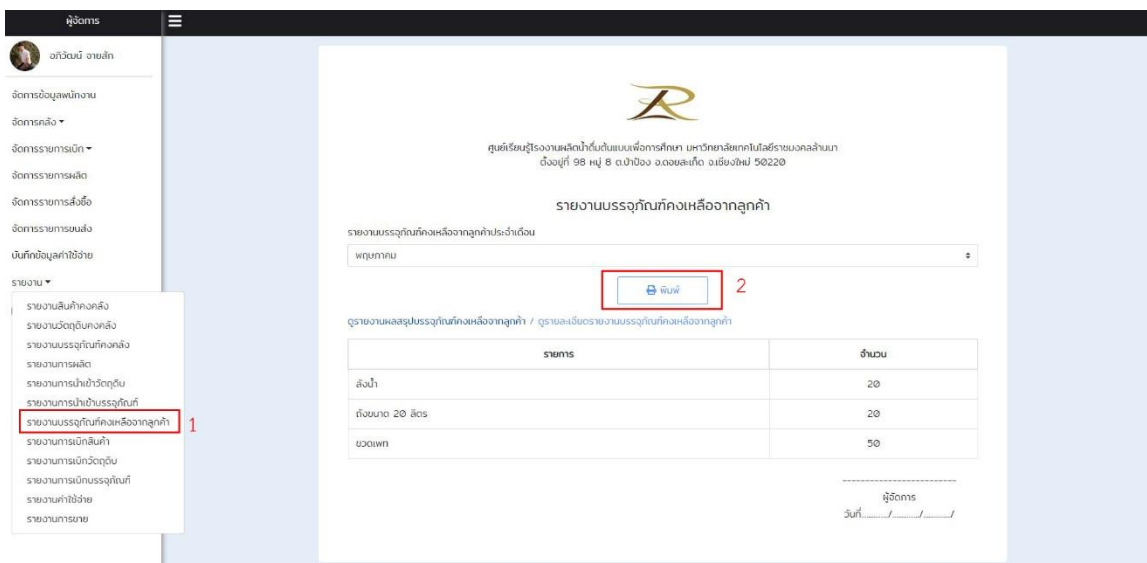 ผู้จัดการ
อภิวัฒน์ อายสัก
จัดการข้อมูลพนักงาน
จัดการคลัง
จัดการรายการเบิก
จัดการรายการผลิต
จัดการรายการสั่งซื้อ
จัดการรายการขนส่ง
บันทึกข้อมูลค่าใช้จ่าย
รายงาน
รายงานสินค้าคงคลัง
รายงานวัตถุดิบคงคลัง
รายงานบรรจุภัณฑ์คงคลัง
รายงานการผลิต
รายงานการนำเข้าวัตถุดิบ
รายงานการนำเข้าบรรจุภัณฑ์
รายงานบรรจุภัณฑ์คงเหลือจากลูกค้า 1
รายงานการเบิกสินค้า
รายงานการเบิกวัตถุดิบ
รายงานการเบิกบรรจุภัณฑ์
รายงานค่าใช้จ่าย
รายงานการขาย
ศูนย์เรียนรู้โรงงานผลิตน้ำดื่มต้นแบบเพื่อการศึกษา มหาวิทยาลัยเทคโนโลยีราชมงคลล้านนา
ตั้งอยู่ที่ 98 หมู่ 8 ต.ป่าป้อง อ.ดอยสะเก็ด จ.เชียงใหม่ 50220
รายงานบรรจุภัณฑ์คงเหลือจากลูกค้า
รายงานบรรจุภัณฑ์คงเหลือจากลูกค้าประจำเดือน
พฤษภาคม
พิมพ์ 2
ดูรายงานผลสรุปบรรจุภัณฑ์คงเหลือจากลูกค้า / ดูรายละเอียดรายงานบรรจุภัณฑ์คงเหลือจากลูกค้า
รายการ จำนวน
ลังน้ำ 20
ถังขนาด 20 ลิตร 20
ขวดเพท 50
-------------------------
ผู้จัดการ
วันที่.........../.........../.........../